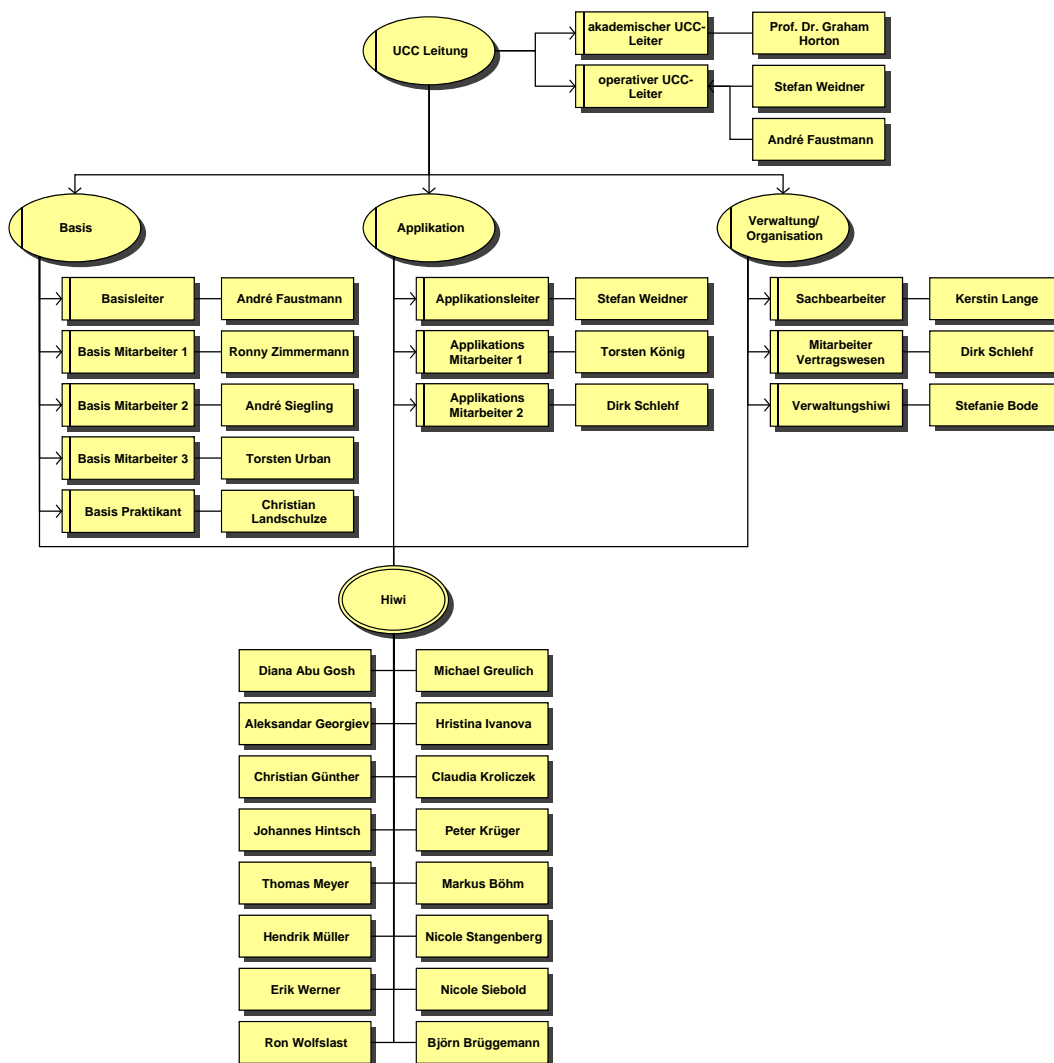 UCC Leitung
akademischer UCC-
Leiter
Prof. Dr. Graham
Horton
operativer UCC-
Leiter
Stefan Weidner
André Faustmann
Basis
Applikation
Verwaltung/
Organisation
Basisleiter
André Faustmann
Basis Mitarbeiter 1
Ronny Zimmermann
Basis Mitarbeiter 2
André Siegling
Basis Mitarbeiter 3
Torsten Urban
Basis Praktikant
Christian
Landschulze
Applikationsleiter
Stefan Weidner
Applikations
Mitarbeiter 1
Torsten König
Applikations
Mitarbeiter 2
Dirk Schlehf
Sachbearbeiter
Kerstin Lange
Mitarbeiter
Vertragswesen
Dirk Schlehf
Verwaltungshiwi
Stefanie Bode
Hiwi
Diana Abu Gosh
Michael Greulich
Aleksandar Georgiev
Hristina Ivanova
Christian Günther
Claudia Kroliczek
Johannes Hintsch
Peter Krüger
Thomas Meyer
Markus Böhm
Hendrik Müller
Nicole Stangenberg
Erik Werner
Nicole Siebold
Ron Wolfslast
Björn Brüggemann